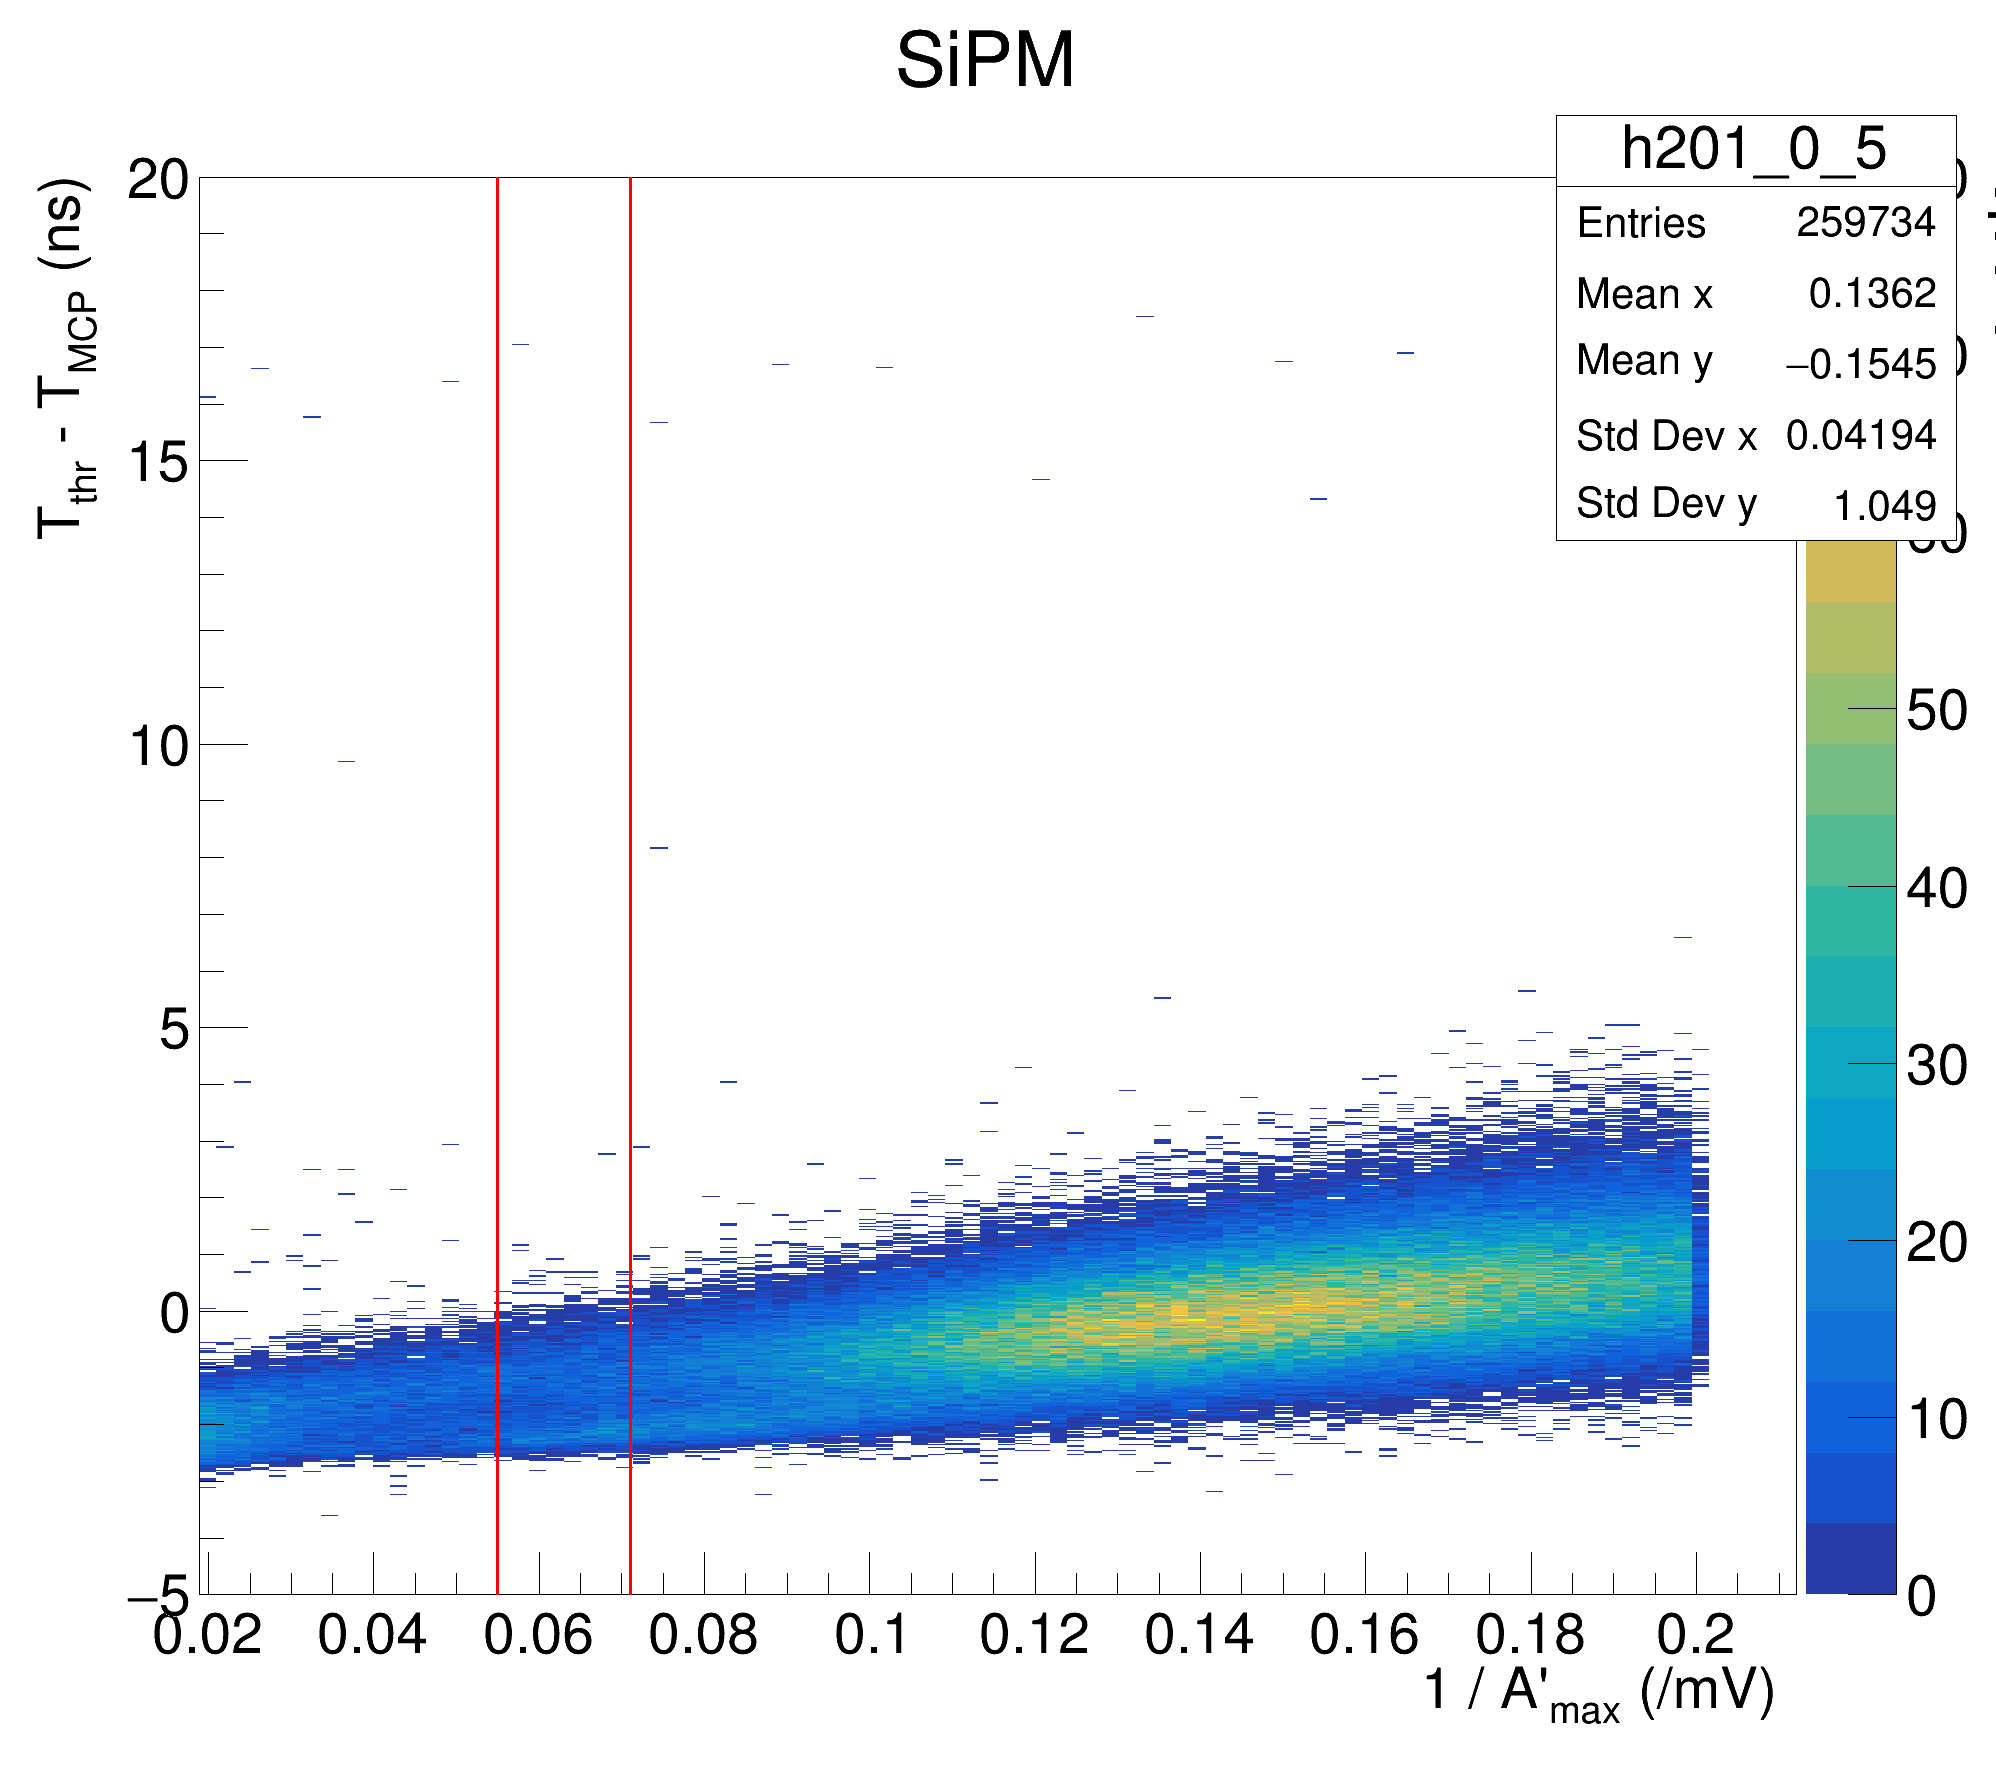 SiPM
h201_0_5
Entries 259734
Mean x 0.1362
Mean y −0.1545
Std Dev x 0.04194
Std Dev y 1.049
T_thr - T_MCP (ns)
20
15
10
5
0
−5
0.02 0.04 0.06 0.08 0.1 0.12 0.14 0.16 0.18 0.2
1 / A'_max (/mV)
50
40
30
20
10
0